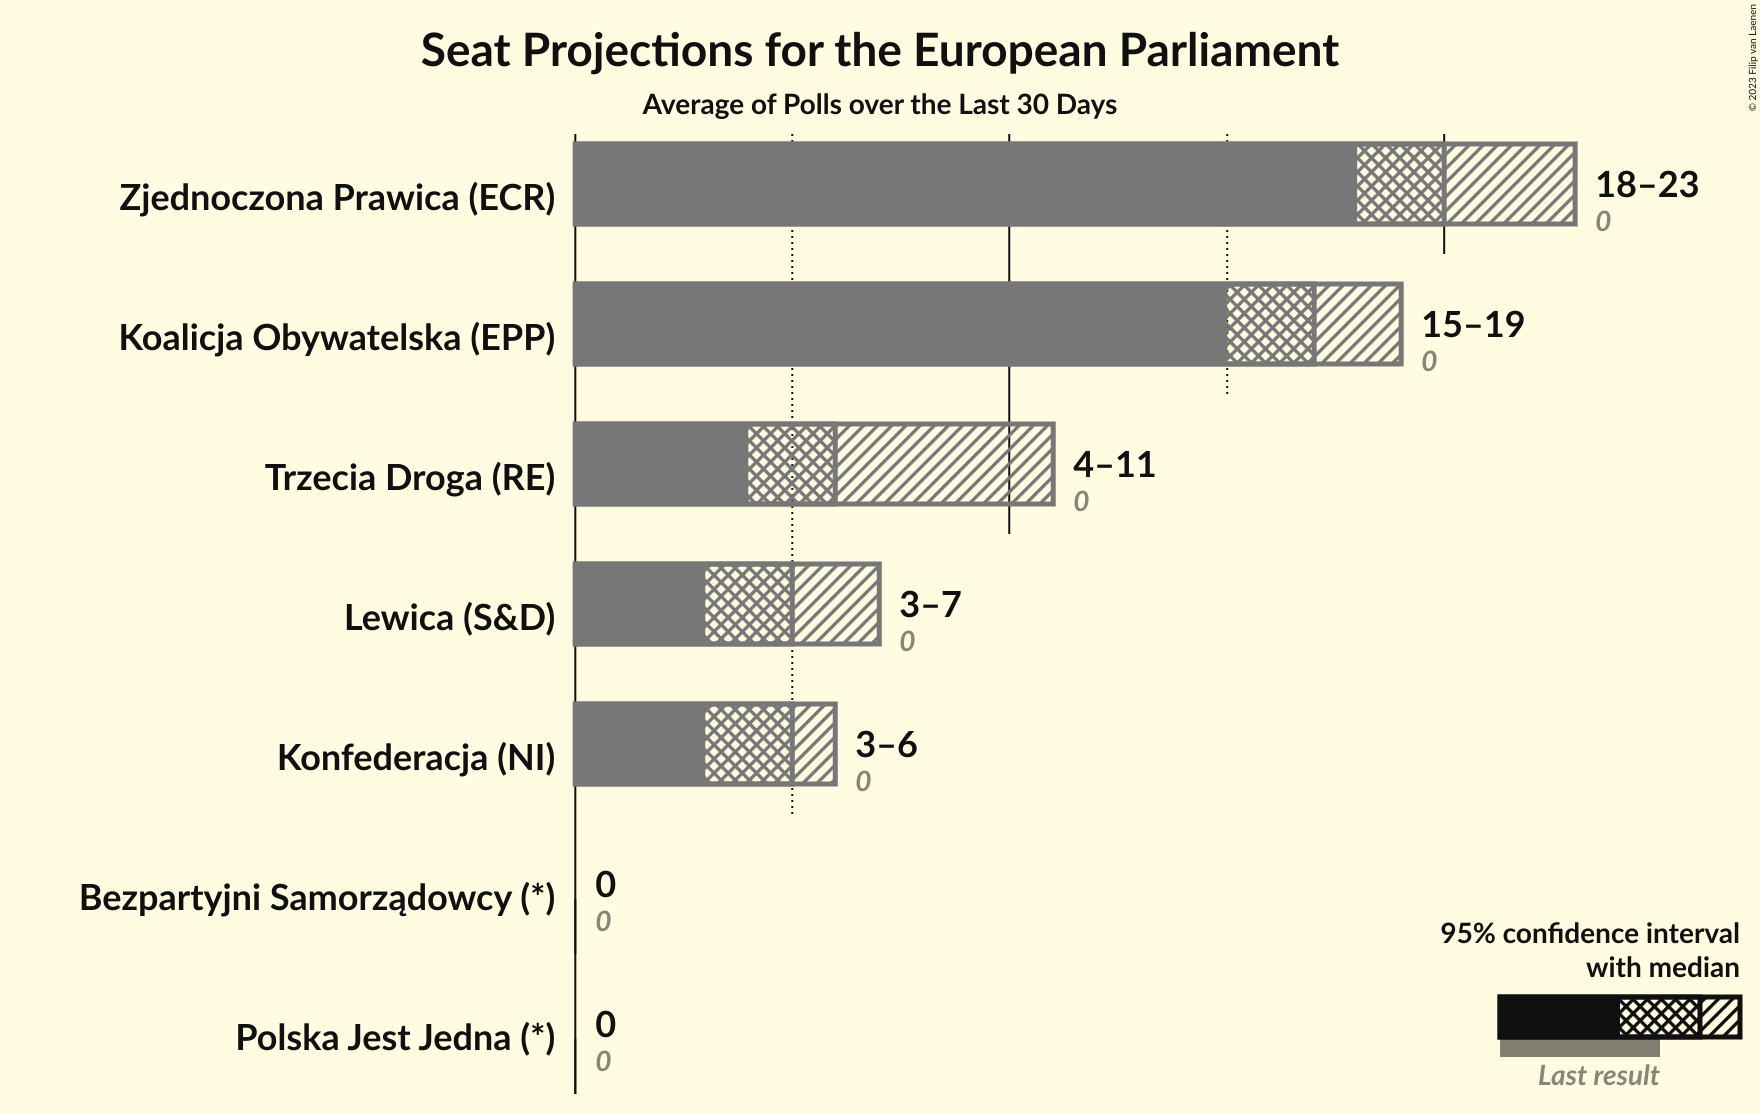 Seat Projections for the European Parliament
Average of Polls over the Last 30 Days
© 2023 Filip van Laenen
Zjednoczona Prawica (ECR)
18–23
0
Koalicja Obywatelska (EPP)
15–19
0
Trzecia Droga (RE)
4–11
0
Lewica (S&D)
3–7
0
Konfederacja (NI)
3–6
0
Bezpartyjni Samorządowcy (*)
0
0
Polska Jest Jedna (*)
0
0
95% confidence interval
with median
Last result